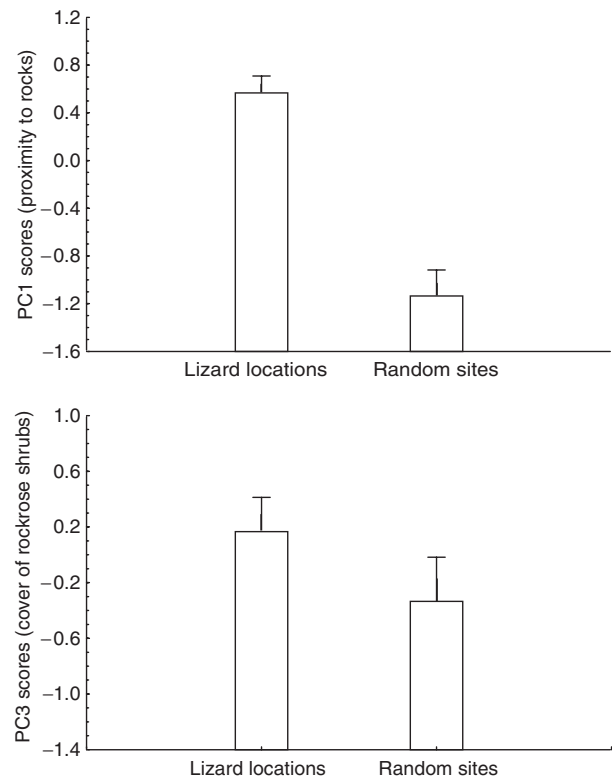 PC1 scores (proximity to rocks)
1.2
0.8
0.4
0.0
−0.4
−0.8
−1.2
−1.6
Lizard locations
Random sites
PC3 scores (cover of rockrose shrubs)
1.0
0.6
0.2
−0.2
−0.6
−1.0
−1.4
Lizard locations
Random sites